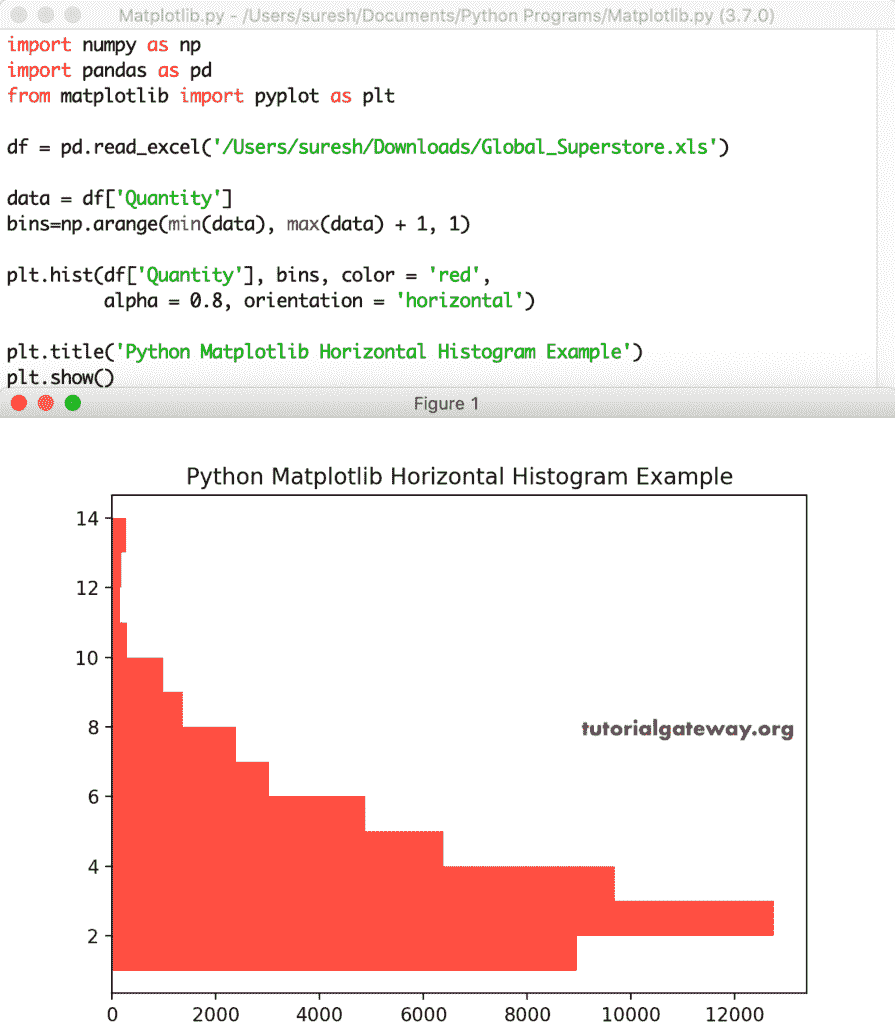 Matplotlib.py - /Users/suresh/Documents/Python Programs/Matplotlib.py (3.7.0)
import numpy as np
import pandas as pd
from matplotlib import pyplot as plt
df = pd.read_excel('/Users/suresh/Downloads/Global_Superstore.xls')
data = df['Quantity']
bins=np.arange(min(data), max(data) + 1, 1)
plt.hist(df['Quantity'], bins, color = 'red',
         alpha = 0.8, orientation = 'horizontal')
plt.title('Python Matplotlib Horizontal Histogram Example')
plt.show()
Figure 1
Python Matplotlib Horizontal Histogram Example
14
12
10
8
tutorialgateway.org
6
4
2
0 2000 4000 6000 8000 10000 12000